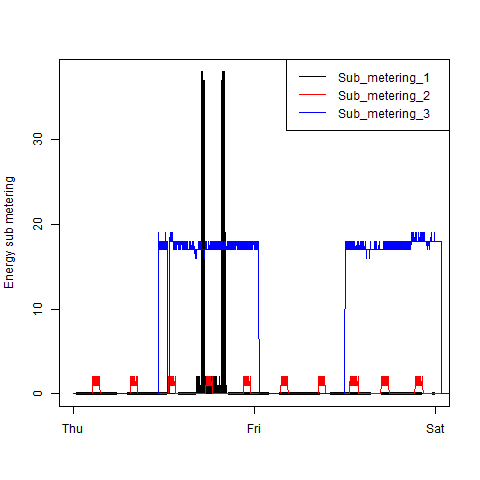 Sub_metering_1
Sub_metering_2
Sub_metering_3
Energy sub metering
30
20
10
0
Thu Fri Sat